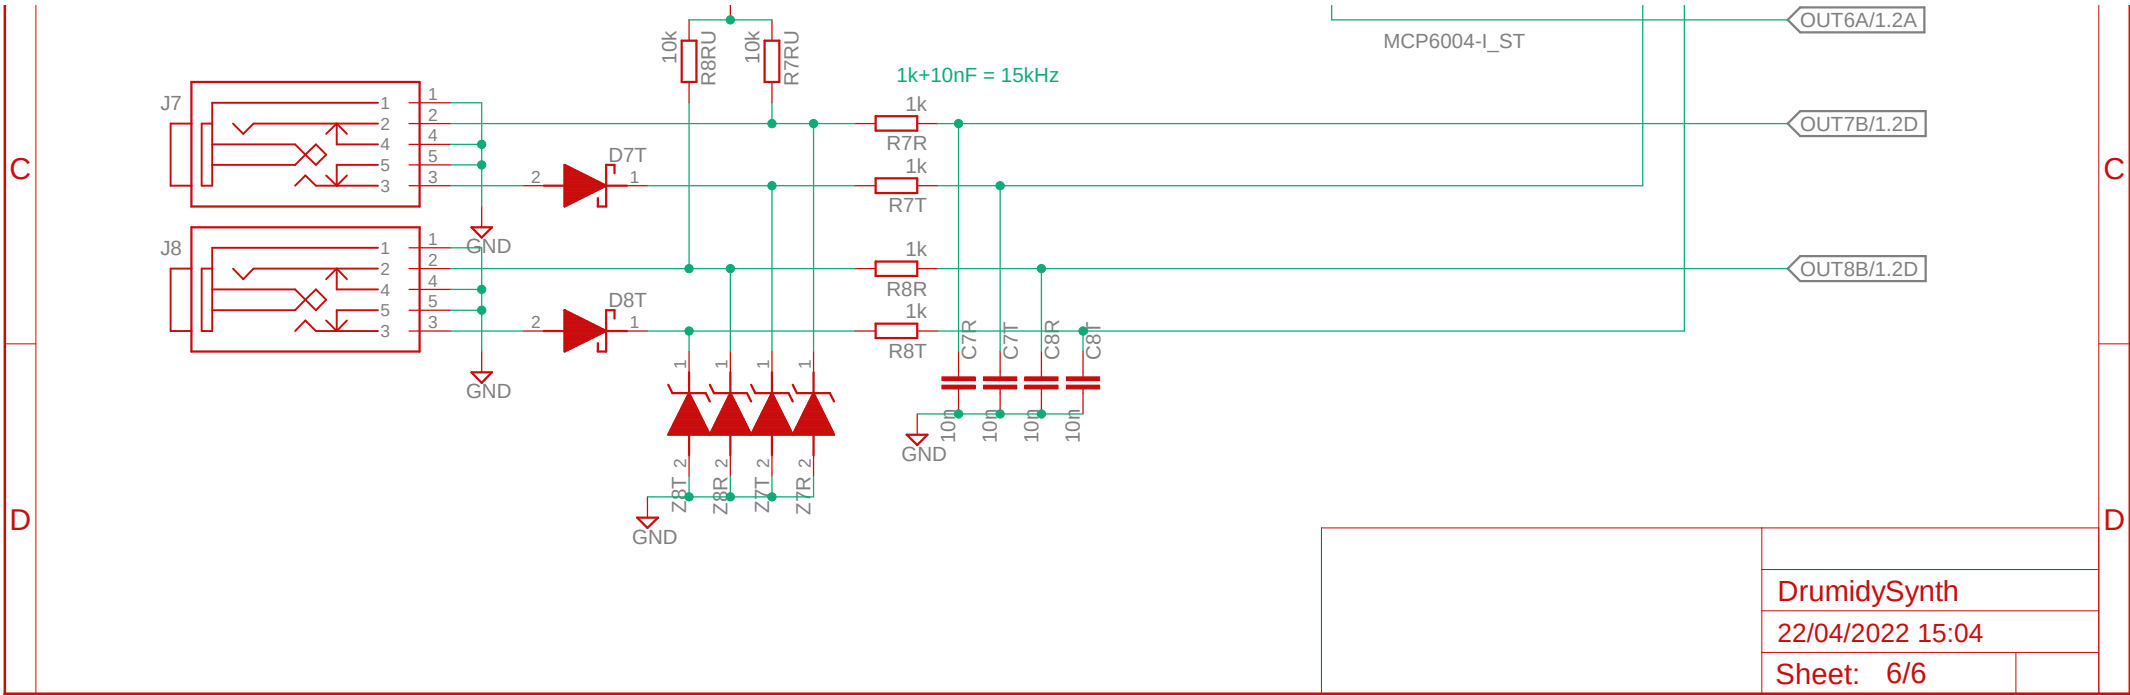 OUT6A/1.2A
MCP6004-I_ST
10k
R8RU
10k
R7RU
1k+10nF = 15kHz
J7
1
2
4
5
3
1
2
4
5
3
1k
R7R
OUT7B/1.2D
C
C
2
D7T
1
1k
R7T
GND
J8
1
2
4
5
3
1
2
4
5
3
1k
R8R
OUT8B/1.2D
2
D8T
1
1k
R8T
GND
C7R
C7T
C8R
C8T
1
1
1
1
10n
10n
10n
10n
GND
2
2
2
2
Z8T
Z8R
Z7T
Z7R
GND
D
D
DrumidySynth
22/04/2022 15:04
Sheet: 6/6